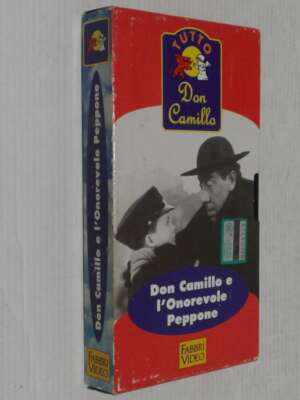 TUTTO
Don
Camillo
Don Camillo e l'Onorevole Peppone
Don Camillo e
l'Onorevole
Peppone
FABBRI
VIDEO
FABBRI
VIDEO